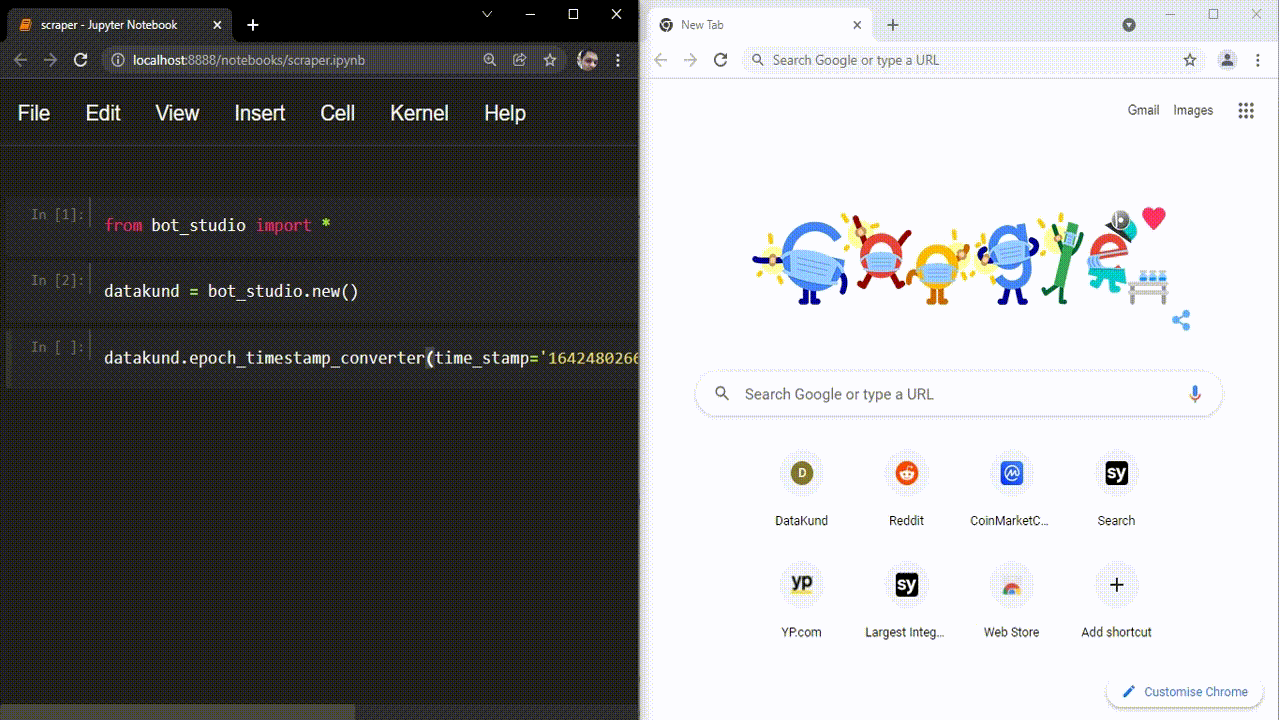 scraper - Jupyter Notebook
localhost:8888/notebooks/scraper.ipynb
File Edit View Insert Cell Kernel Help
In [1]: from bot_studio import *
In [2]: datakund = bot_studio.new()
In [ ]: datakund.epoch_timestamp_converter(time_stamp='1642480266
New Tab
Search Google or type a URL
Gmail Images
Google
Search Google or type a URL
D sy
DataKund Reddit CoinMarketC... Search
yp sy
YP.com Largest Integ... Web Store Add shortcut
Customise Chrome